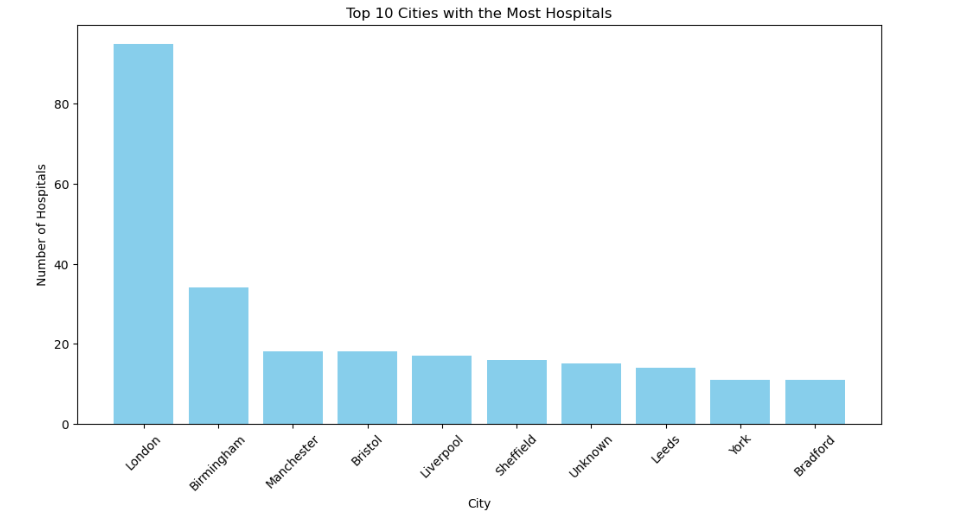 Top 10 Cities with the Most Hospitals
Number of Hospitals
80
60
40
20
0
London
Birmingham
Manchester
Bristol
Liverpool
Sheffield
Unknown
Leeds
York
Bradford
City